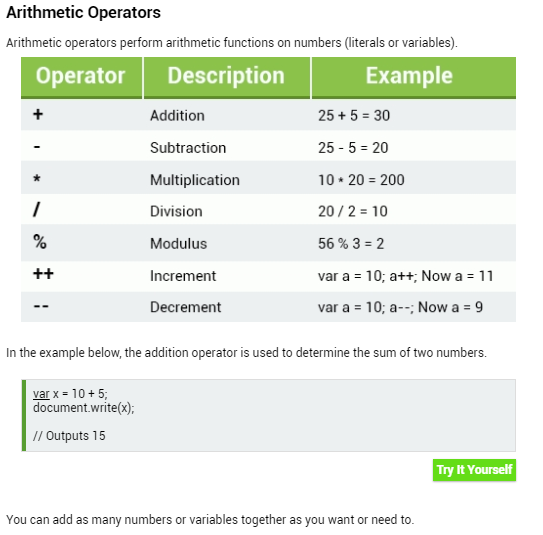 Arithmetic Operators
Arithmetic operators perform arithmetic functions on numbers (literals or variables).
Operator Description Example
+ Addition 25 + 5 = 30
- Subtraction 25 - 5 = 20
* Multiplication 10 * 20 = 200
/ Division 20 / 2 = 10
% Modulus 56 % 3 = 2
++ Increment var a = 10; a++; Now a = 11
-- Decrement var a = 10; a--; Now a = 9
In the example below, the addition operator is used to determine the sum of two numbers.
var x = 10 + 5;
document.write(x);
// Outputs 15
Try It Yourself
You can add as many numbers or variables together as you want or need to.